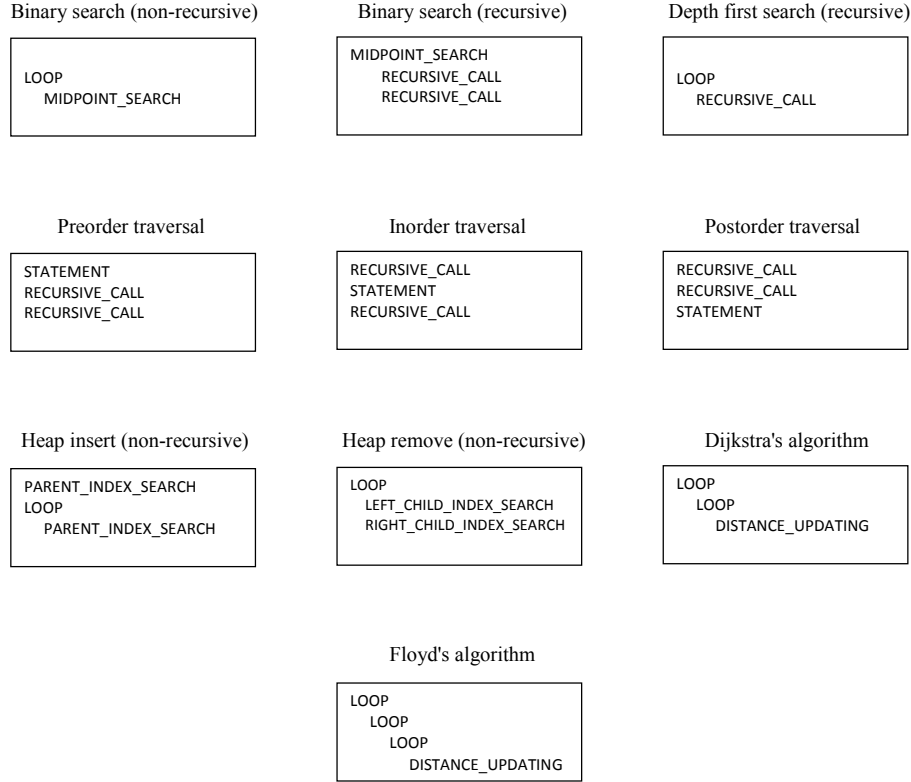 Binary search (non-recursive)
LOOP
MIDPOINT_SEARCH
Binary search (recursive)
MIDPOINT_SEARCH
RECURSIVE_CALL
RECURSIVE_CALL
Depth first search (recursive)
LOOP
RECURSIVE_CALL
Preorder traversal
STATEMENT
RECURSIVE_CALL
RECURSIVE_CALL
Inorder traversal
RECURSIVE_CALL
STATEMENT
RECURSIVE_CALL
Postorder traversal
RECURSIVE_CALL
RECURSIVE_CALL
STATEMENT
Heap insert (non-recursive)
PARENT_INDEX_SEARCH
LOOP
PARENT_INDEX_SEARCH
Heap remove (non-recursive)
LOOP
LEFT_CHILD_INDEX_SEARCH
RIGHT_CHILD_INDEX_SEARCH
Dijkstra's algorithm
LOOP
LOOP
DISTANCE_UPDATING
Floyd's algorithm
LOOP
LOOP
LOOP
DISTANCE_UPDATING